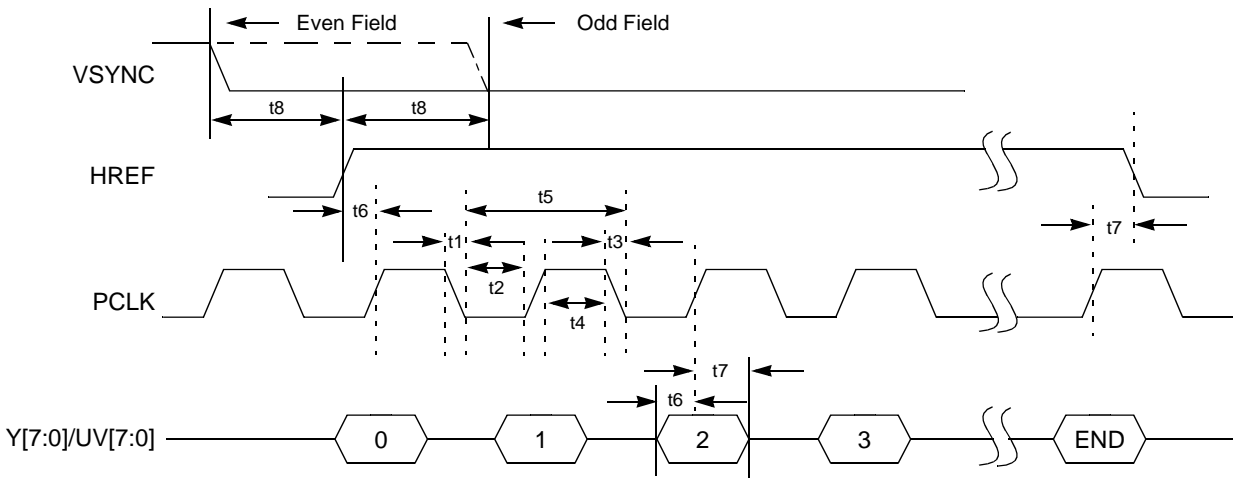 Even Field
Odd Field
VSYNC
t8
t8
HREF
t6
t5
t7
t1
t3
t2
PCLK
t4
t7
t6
Y[7:0]/UV[7:0]
0
1
2
3
END